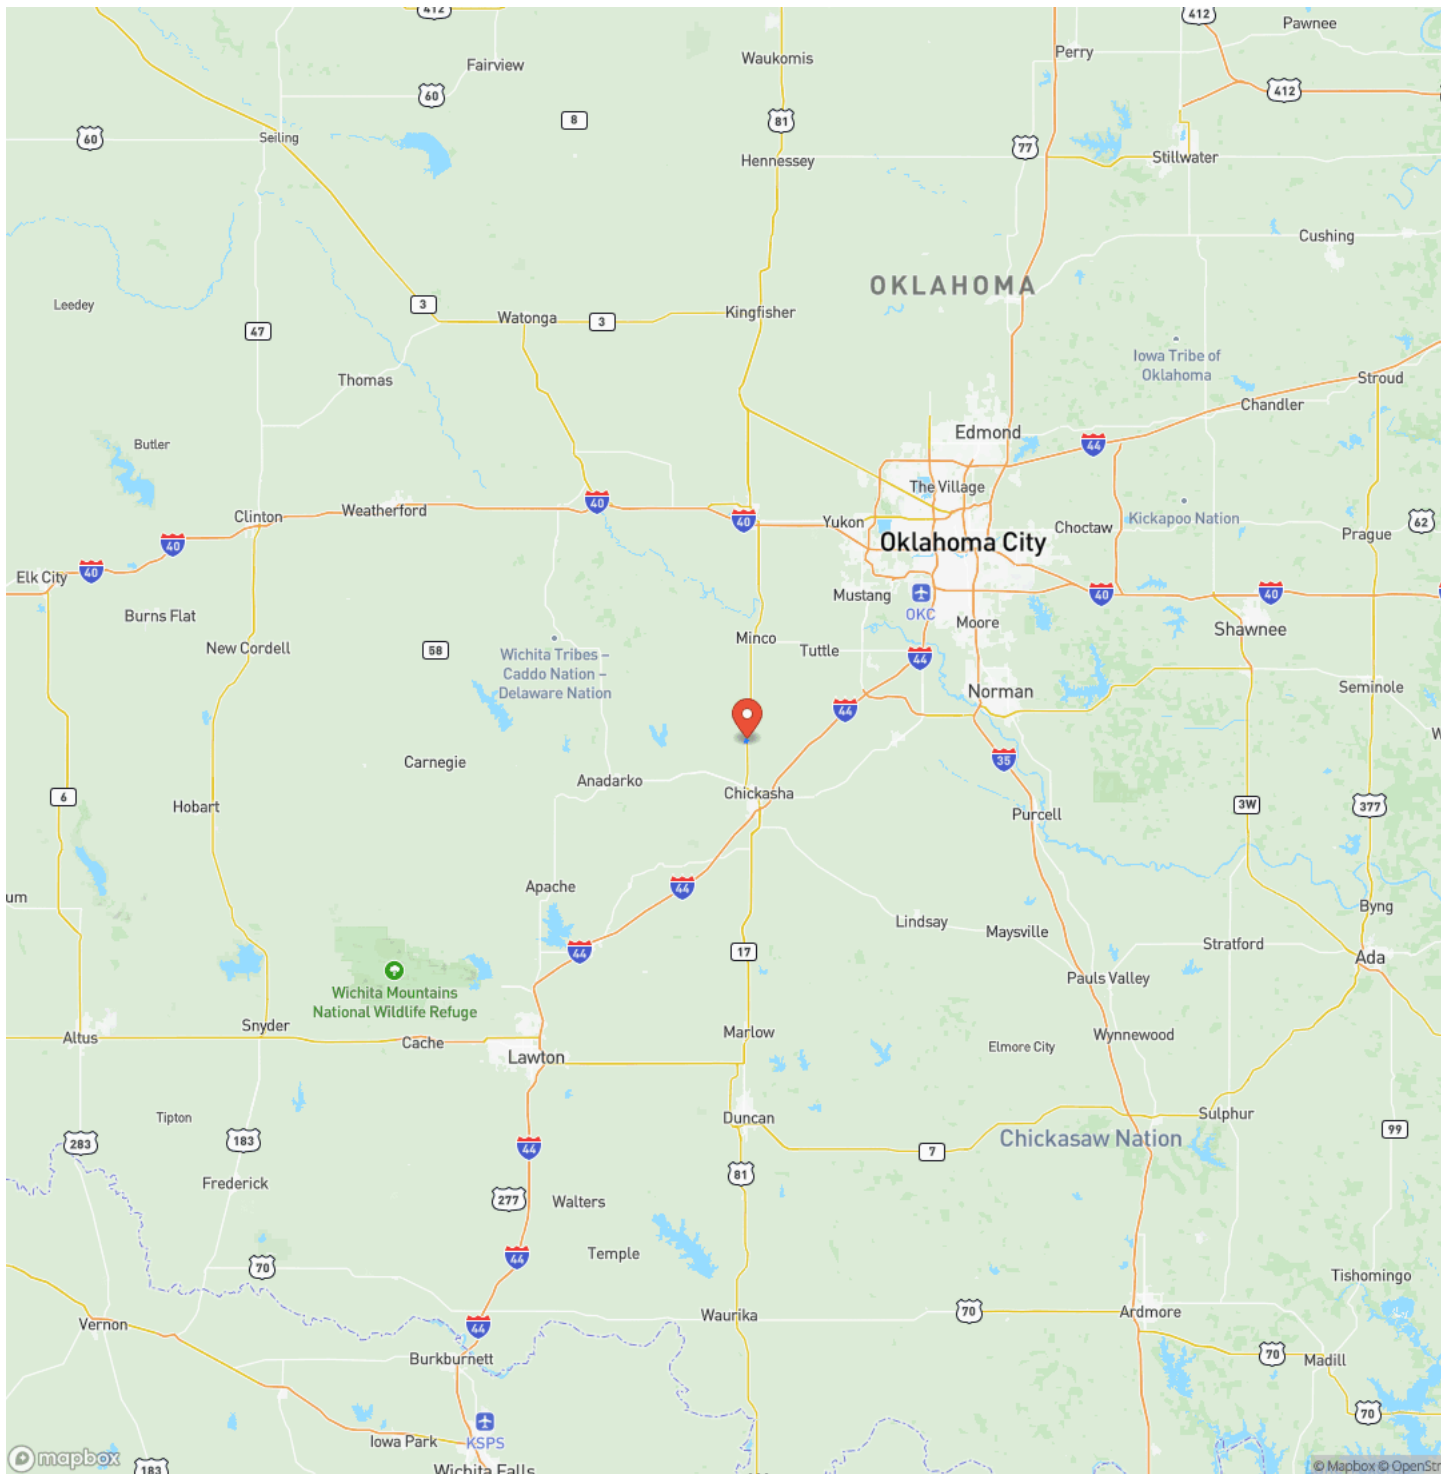 412
412
Pawnee
Waukomis
Perry
Fairview
60
412
8
81
60
Seiling
77
Hennessey
Stillwater
Cushing
OKLAHOMA
Leedey
3
Kingfisher
Watonga
3
47
Iowa Tribe of
Oklahoma
Thomas
Stroud
Chandler
Edmond
44
Butler
The Village
40
Weatherford
Clinton
40
Yukon
Kickapoo Nation
62
Choctaw
Prague
40
Oklahoma City
40
Elk City
Mustang
OKC
40
40
Burns Flat
Moore
Shawnee
Minco
New Cordell
58
Tuttle
44
Wichita Tribes –
Caddo Nation –
Delaware Nation
Norman
Seminole
44
W
Carnegie
35
Anadarko
Chickasha
6
Hobart
Purcell
3W
377
Apache
44
um
Byng
Lindsay
Maysville
44
17
Stratford
Ada
Pauls Valley
Wichita Mountains
National Wildlife Refuge
Snyder
Altus
Marlow
Wynnewood
Cache
Elmore City
Lawton
Tipton
Duncan
Sulphur
283
183
99
Chickasaw Nation
44
7
81
Frederick
277
Walters
Temple
44
70
Tishomingo
Waurika
70
Ardmore
Vernon
44
Burkburnett
70
Madill
70
KSPS
Iowa Park
mapbox
183
Wichita Falls
© Mapbox © OpenStr